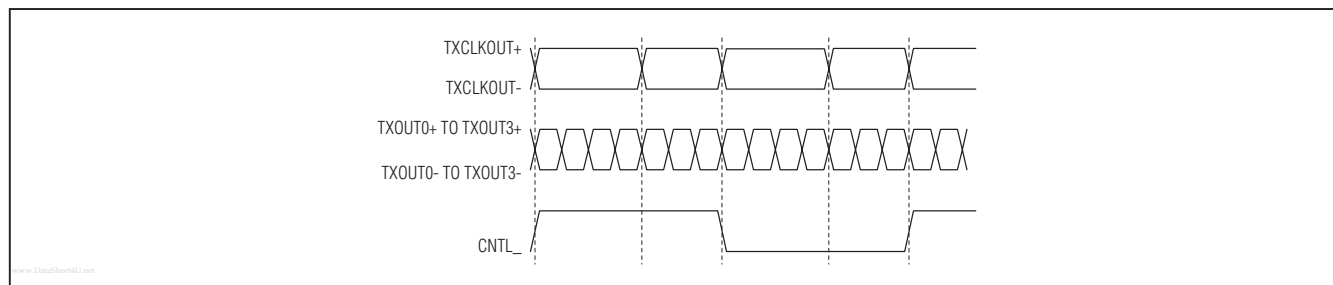 TXCLKOUT+
TXCLKOUT-
TXOUT0+ TO TXOUT3+
TXOUT0- TO TXOUT3-
CNTL_
www.DataSheet4U.net